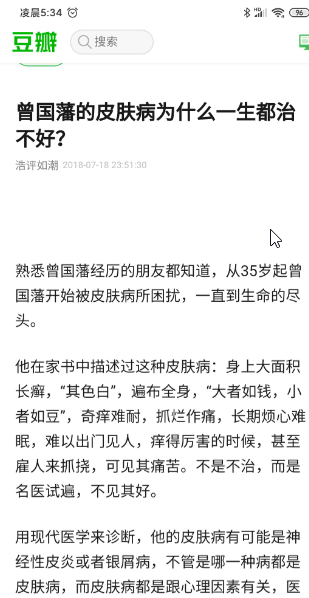 凌晨5:34
HD
96
豆瓣
搜索
曾国藩的皮肤病为什么一生都治
不好？
浩评如潮 2018-07-18 23:51:30
熟悉曾国藩经历的朋友都知道，从35岁起曾
国藩开始被皮肤病所困扰，一直到生命的尽
头。
他在家书中描述过这种皮肤病：身上大面积
长癣，“其色白”，遍布全身，“大者如钱，小
者如豆”，奇痒难耐，抓烂作痛，长期烦心难
眠，难以出门见人，痒得厉害的时候，甚至
雇人来抓挠，可见其痛苦。不是不治，而是
名医试遍，不见其好。
用现代医学来诊断，他的皮肤病有可能是神
经性皮炎或者银屑病，不管是哪一种病都是
皮肤病，而皮肤病都是跟心理因素有关，医